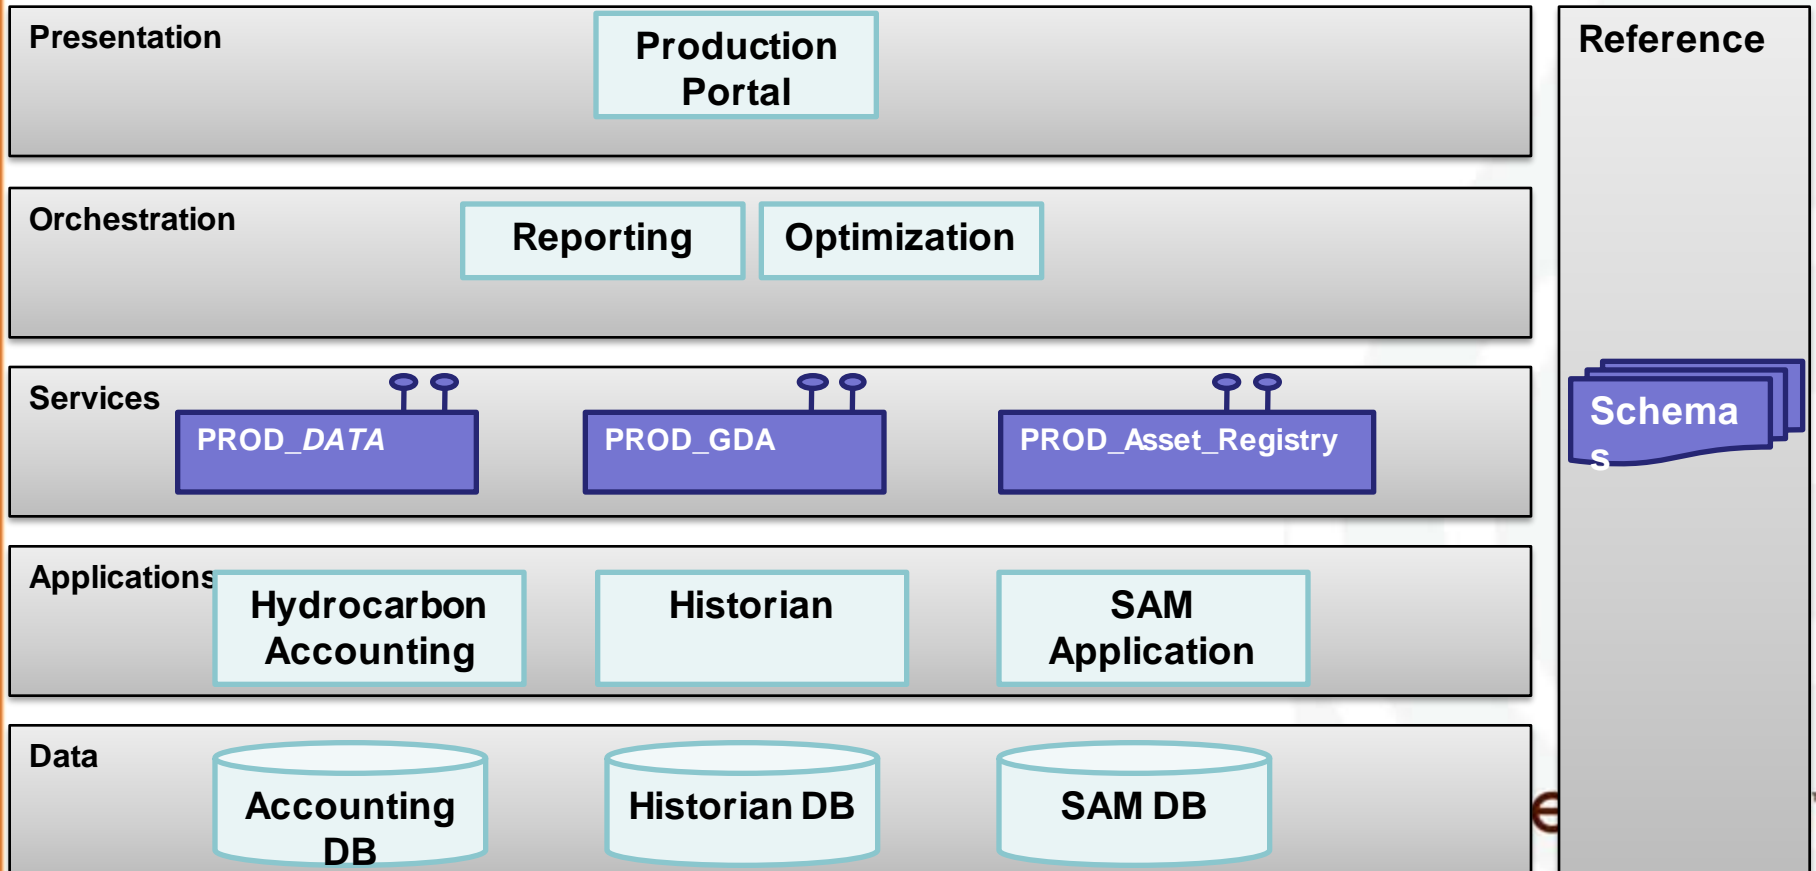 Presentation
Production
Portal
Reference
Orchestration
Reporting
Optimization
Services
PROD_DATA
PROD_GDA
PROD_Asset_Registry
Schema
s
Applications
Hydrocarbon
Accounting
Historian
SAM
Application
Data
Accounting
DB
Historian DB
SAM DB
e